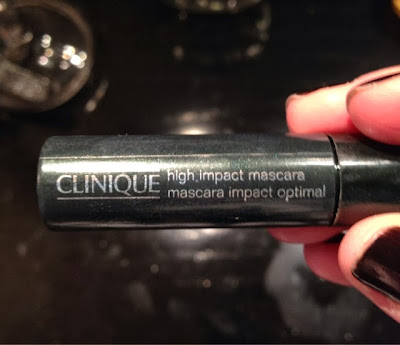 CLINIQUE
high impact mascara
mascara impact optimal